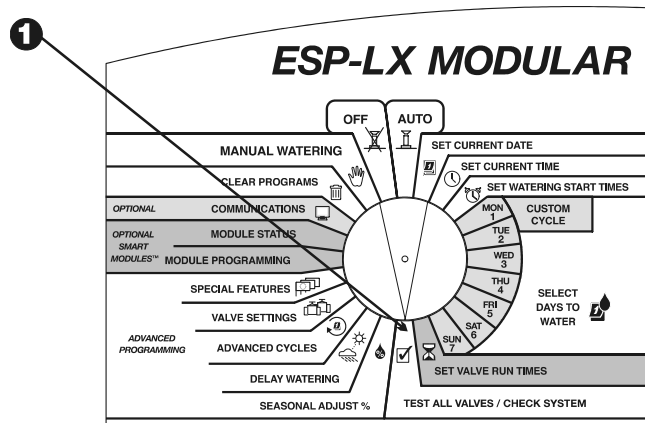 1
ESP-LX MODULAR
OFF
AUTO
MANUAL WATERING
CLEAR PROGRAMS
OPTIONAL
COMMUNICATIONS
OPTIONAL
SMART
MODULES™
MODULE STATUS
MODULE PROGRAMMING
SPECIAL FEATURES
VALVE SETTINGS
ADVANCED
PROGRAMMING
ADVANCED CYCLES
DELAY WATERING
SEASONAL ADJUST %
SET CURRENT DATE
SET CURRENT TIME
SET WATERING START TIMES
CUSTOM
CYCLE
MON
1
TUE
2
WED
3
THU
4
FRI
5
SAT
6
SUN
7
SELECT
DAYS TO
WATER
SET VALVE RUN TIMES
TEST ALL VALVES / CHECK SYSTEM